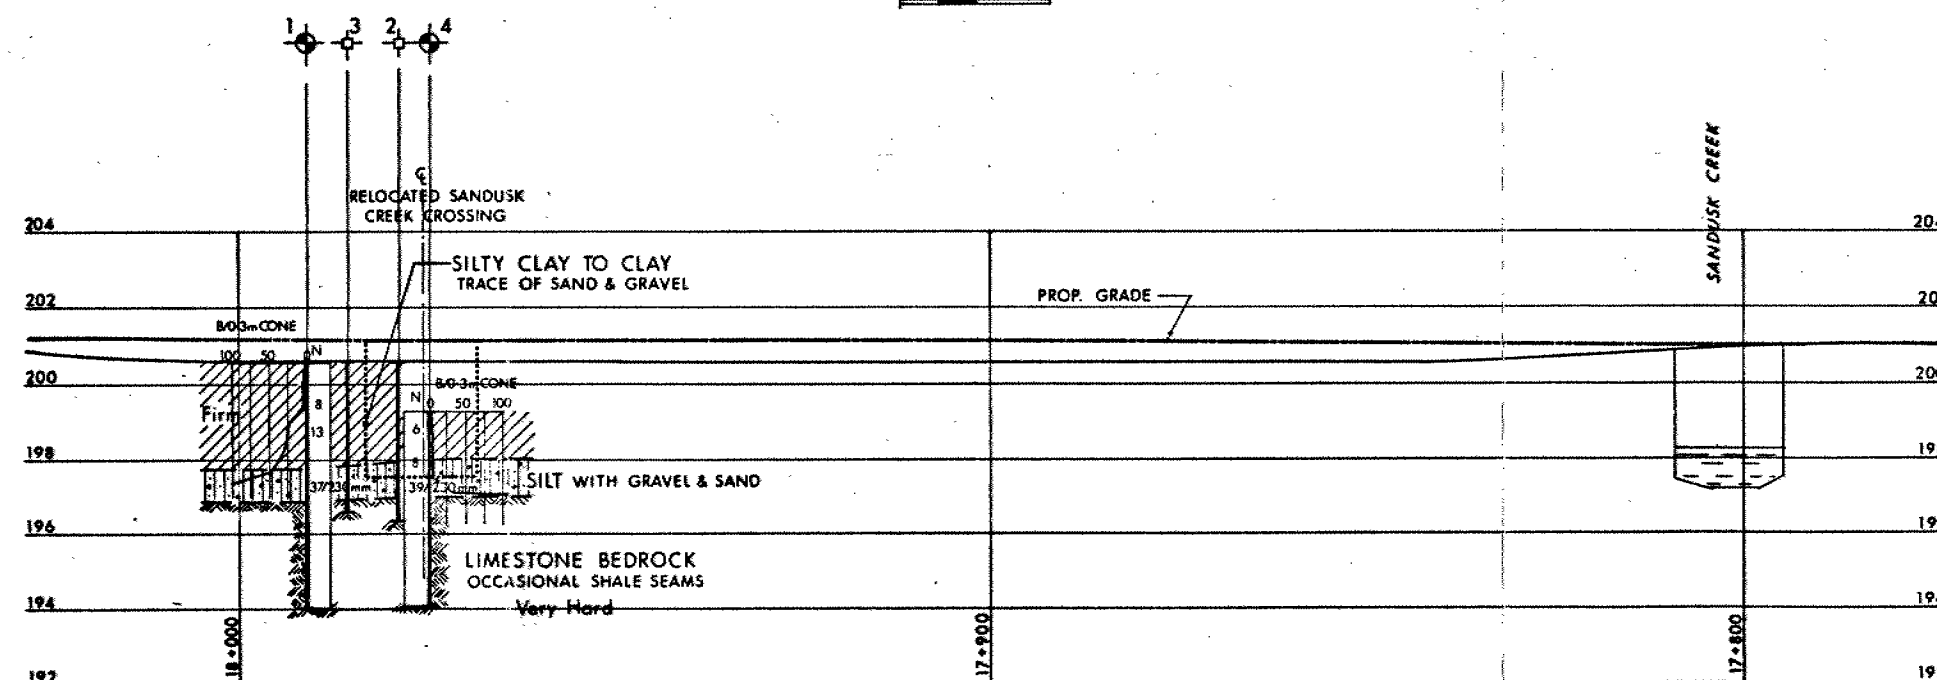 1 3 2 4
℄
RELOCATED SANDUSK
CREEK CROSSING
SANDUSK CREEK
204
SILTY CLAY TO CLAY
TRACE OF SAND & GRAVEL
202
PROP. GRADE
B/0·3m CONE
100 50 0 N
200
B/0·3m CONE
N 0 50 100
Firm
8
6
13
198
8
37/230mm
39/230mm
SILT WITH GRAVEL & SAND
196
LIMESTONE BEDROCK
OCCASIONAL SHALE SEAMS
194
Very Hard
18+000
17+900
17+800
192